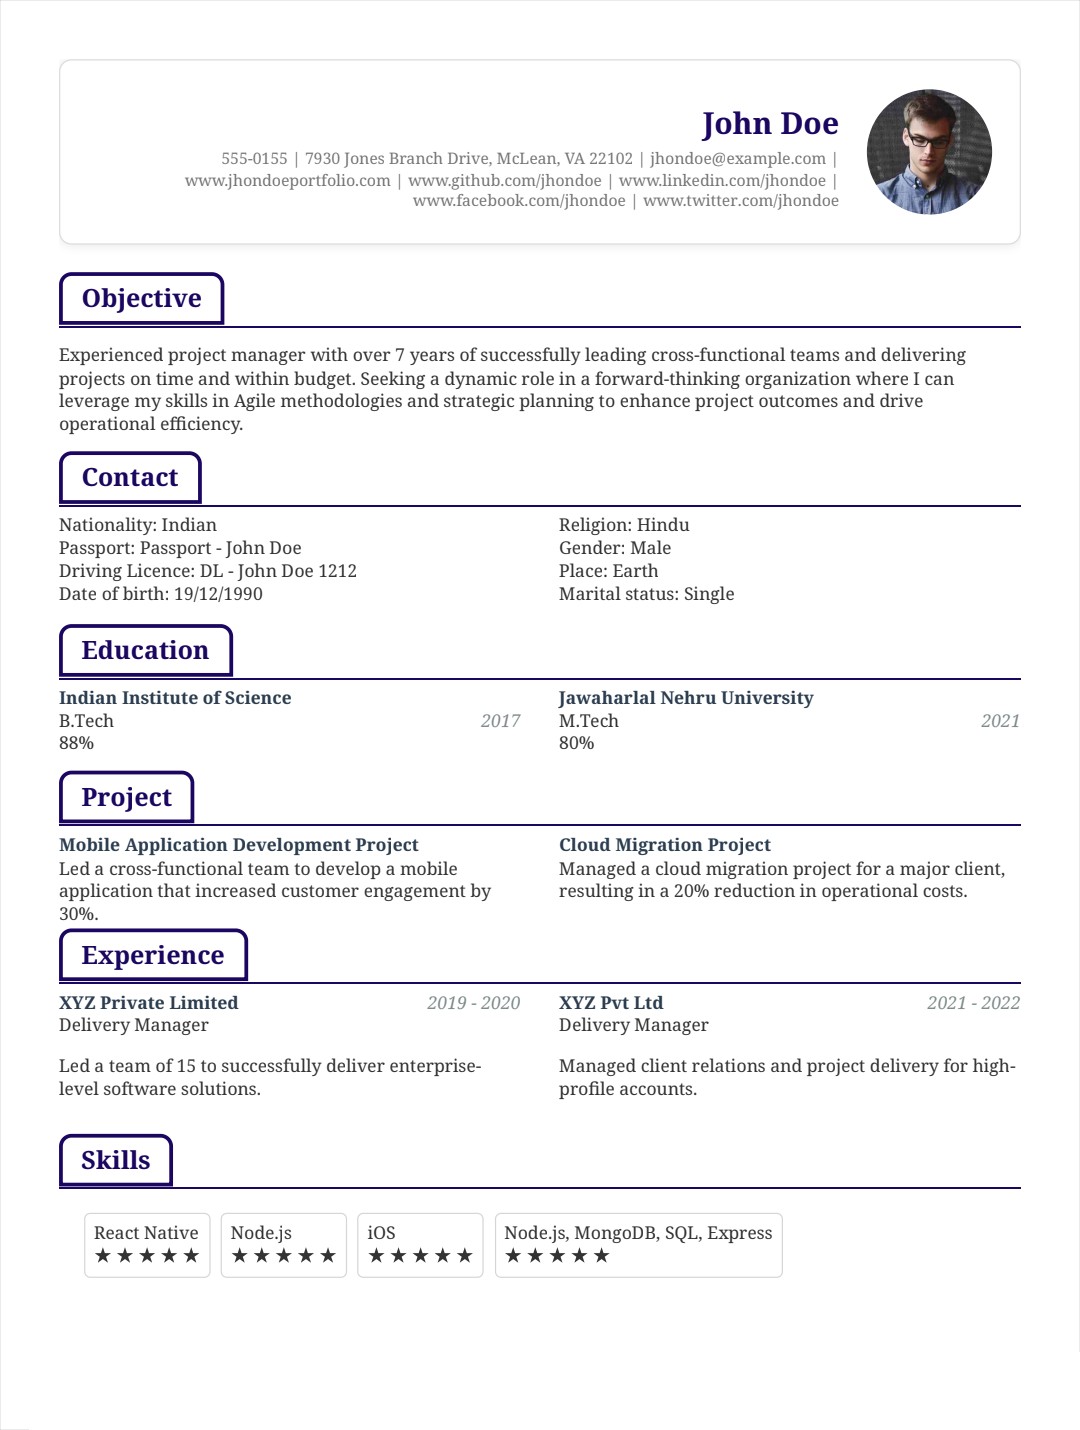 John Doe
555-0155 | 7930 Jones Branch Drive, McLean, VA 22102 | jhondoe@example.com |
www.jhondoeportfolio.com | www.github.com/jhondoe | www.linkedin.com/jhondoe |
www.facebook.com/jhondoe | www.twitter.com/jhondoe
Objective
Experienced project manager with over 7 years of successfully leading cross-functional teams and delivering
projects on time and within budget. Seeking a dynamic role in a forward-thinking organization where I can
leverage my skills in Agile methodologies and strategic planning to enhance project outcomes and drive
operational efficiency.
Contact
Nationality: Indian
Passport: Passport - John Doe
Driving Licence: DL - John Doe 1212
Date of birth: 19/12/1990
Religion: Hindu
Gender: Male
Place: Earth
Marital status: Single
Education
Indian Institute of Science
B.Tech 2017
88%
Jawaharlal Nehru University
M.Tech 2021
80%
Project
Mobile Application Development Project
Led a cross-functional team to develop a mobile
application that increased customer engagement by
30%.
Cloud Migration Project
Managed a cloud migration project for a major client,
resulting in a 20% reduction in operational costs.
Experience
XYZ Private Limited 2019 - 2020
Delivery Manager
Led a team of 15 to successfully deliver enterprise-
level software solutions.
XYZ Pvt Ltd 2021 - 2022
Delivery Manager
Managed client relations and project delivery for high-
profile accounts.
Skills
React Native
★★★★★
Node.js
★★★★★
iOS
★★★★★
Node.js, MongoDB, SQL, Express
★★★★★